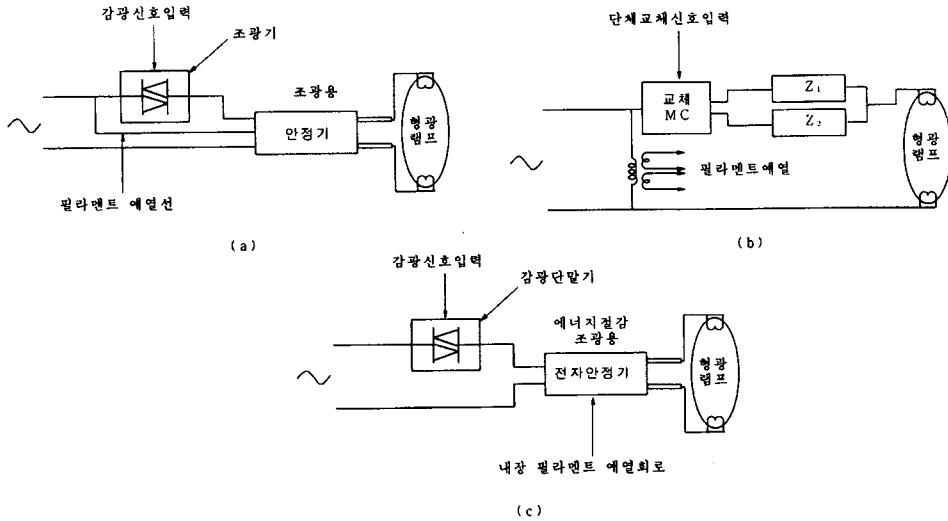 감광신호입력
조광기
조광용
안정기
형광
램프
필라멘트 예열선
(a)
단체교체신호입력
교체
MC
Z₁
Z₂
필라멘트예열
형광
램프
(b)
감광신호입력
감광단말기
에너지절감
조광용
전자안정기
형광
램프
내장 필라멘트 예열회로
(c)